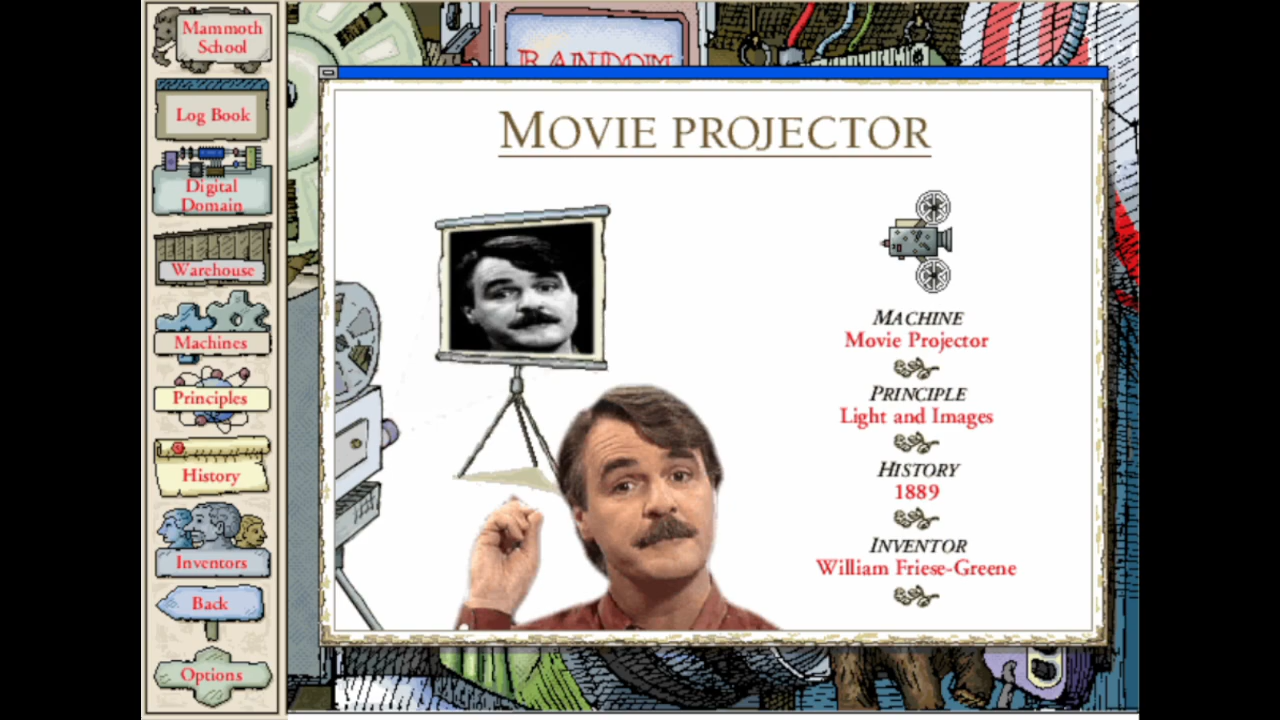 Mammoth
School
Log Book
Digital
Domain
Warehouse
Machines
Principles
History
Inventors
Back
Options
RANDOM
MOVIE PROJECTOR
MACHINE
Movie Projector
PRINCIPLE
Light and Images
HISTORY
1889
INVENTOR
William Friese-Greene